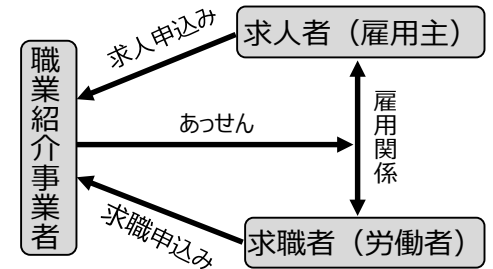 求人申込み
求人者（雇用主）
職業紹介事業者
あっせん
雇用関係
求職申込み
求職者（労働者）